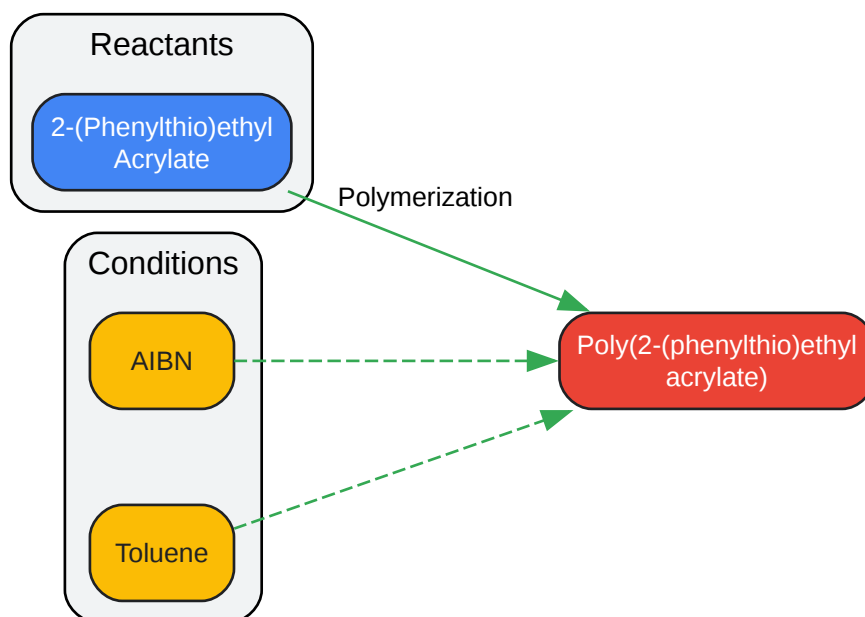 Reactants
2-(Phenylthio)ethyl
Acrylate
Polymerization
Conditions
AIBN
Poly(2-(phenylthio)ethyl
acrylate)
Toluene